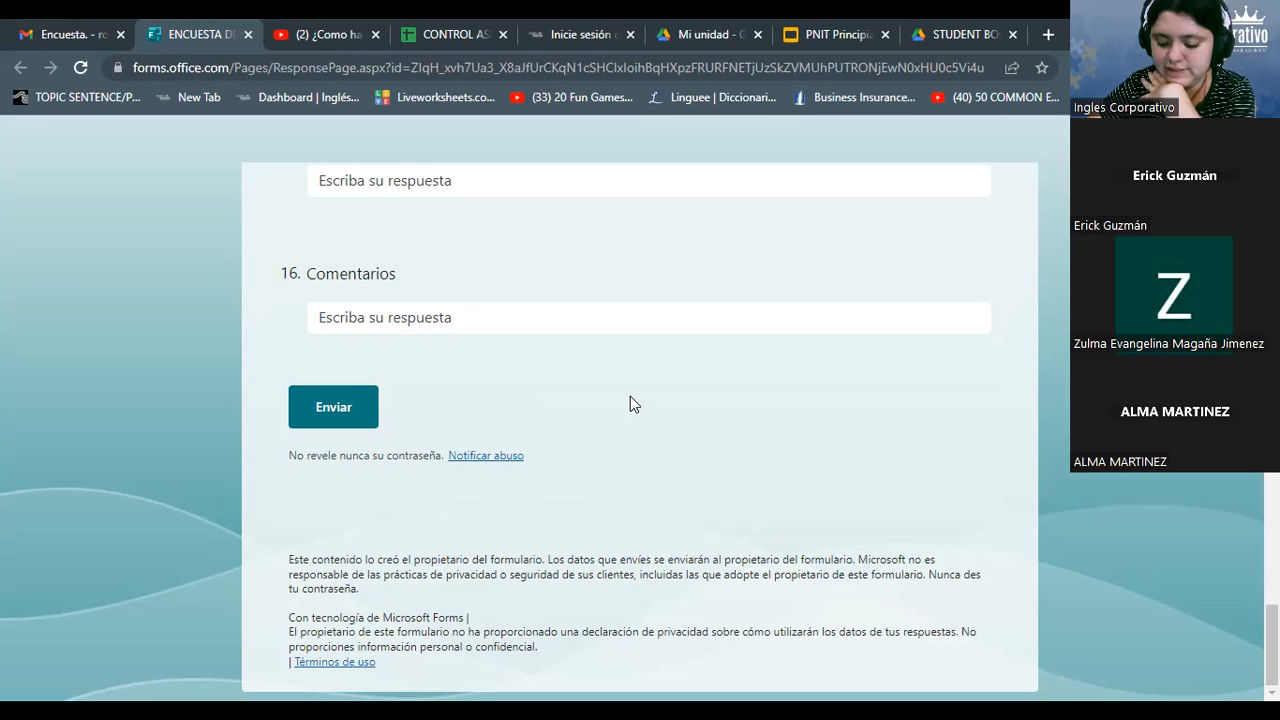 Encuesta. - ro
ENCUESTA DE
(2) ¿Como ha
CONTROL AS
Inicie sesión
Mi unidad - G
PNIT Principia
STUDENT BO
forms.office.com/Pages/ResponsePage.aspx?id=
TOPIC SENTENCE/P...
New Tab
Dashboard | Inglés...
Liveworksheets.co...
(33) 20 Fun Games...
Linguee | Diccionari...
Business Insurance...
(40) 50 COMMON E...
Escriba su respuesta
16. Comentarios
Escriba su respuesta
Enviar
No revele nunca su contraseña. Notificar abuso
Este contenido lo creó el propietario del formulario. Los datos que envíes se enviarán al propietario del formulario. Microsoft no es
responsable de las prácticas de privacidad o seguridad de sus clientes, incluidas las que adopte el propietario de este formulario. Nunca des
tu contraseña.
Con tecnología de Microsoft Forms |
El propietario de este formulario no ha proporcionado una declaración de privacidad sobre cómo utilizarán los datos de tus respuestas. No
proporciones información personal o confidencial.
| Términos de uso
Ingles Corporativo
Erick Guzmán
Erick Guzmán
Z
Zulma Evangelina Magaña Jimenez
ALMA MARTINEZ
ALMA MARTINEZ